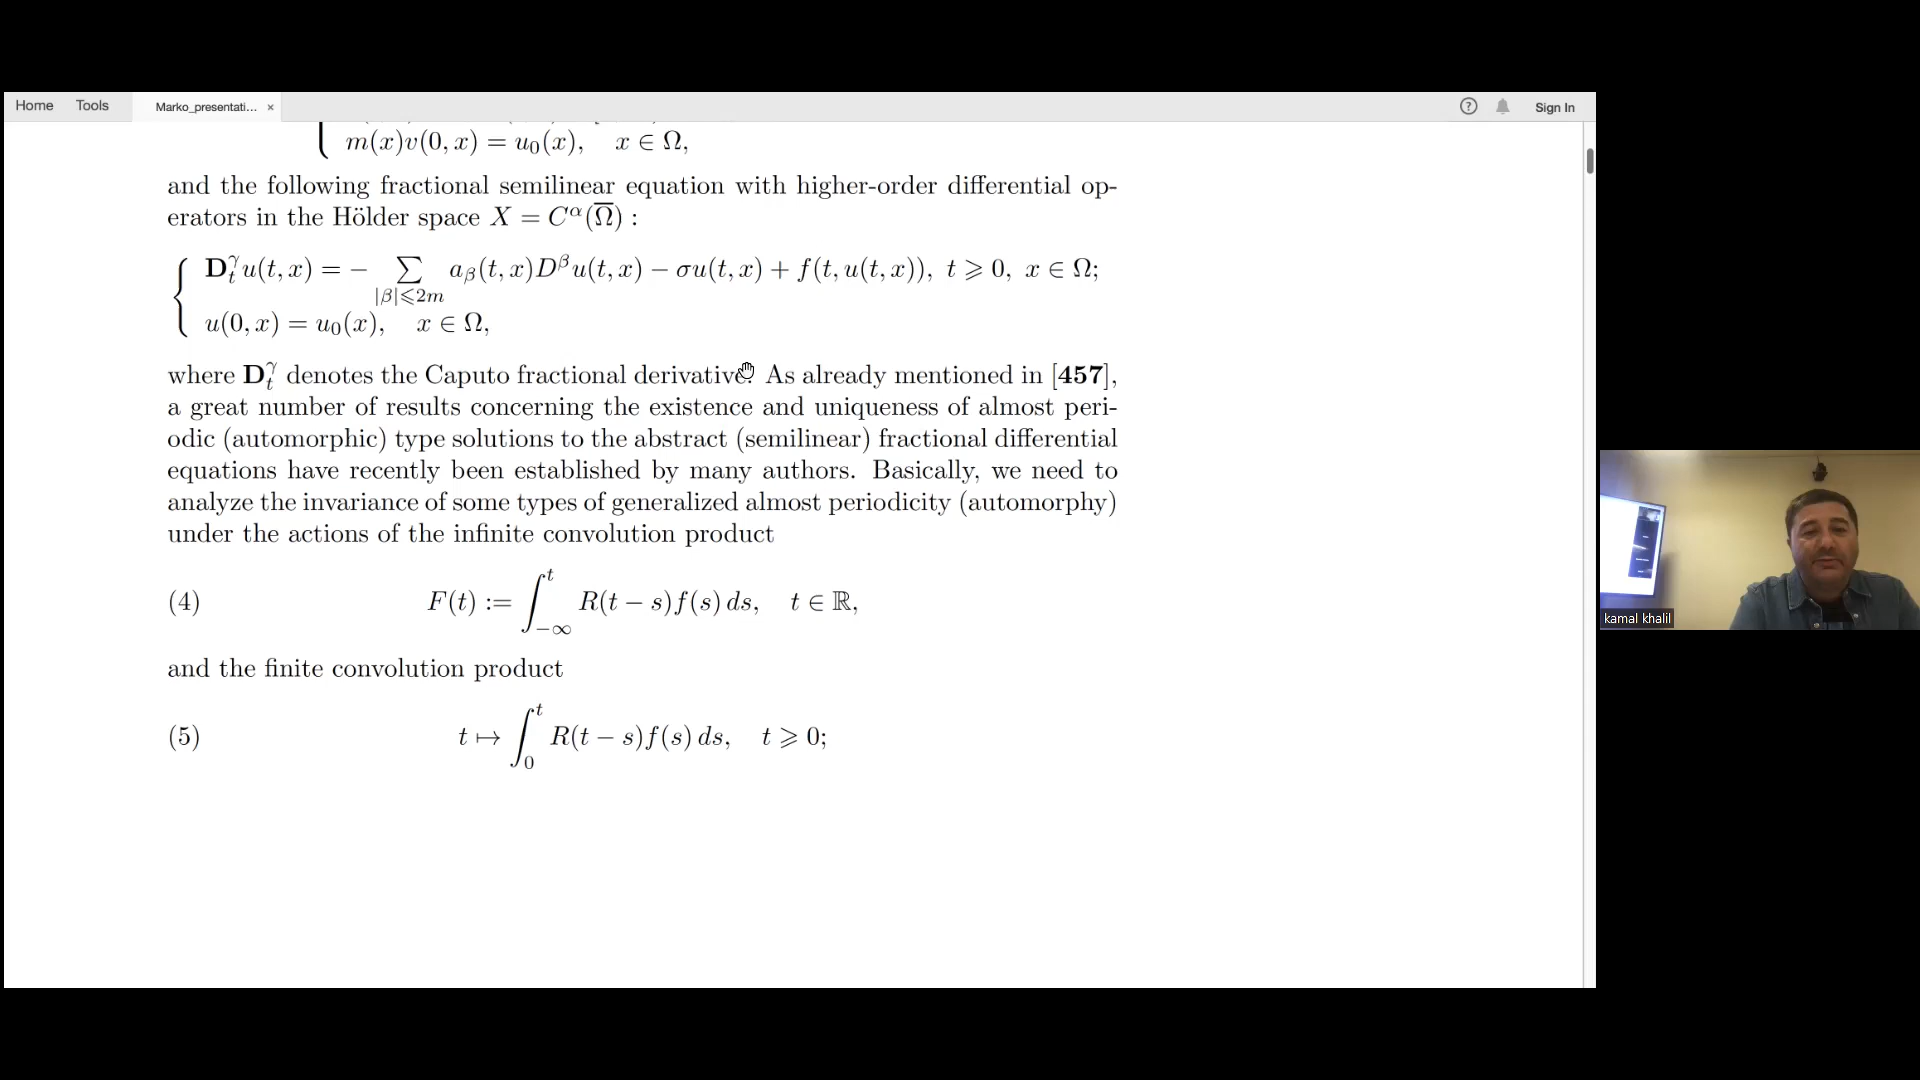 Home Tools Marko_presentati... × ? Sign In
m(x)v(0, x) = u₀(x), x ∈ Ω,
and the following fractional semilinear equation with higher-order differential op-
erators in the Hölder space X = C^α(Ω̅) :
D_t^γ u(t, x) = − ∑_{|β|⩽2m} a_β(t, x)D^β u(t, x) − σu(t, x) + f(t, u(t, x)), t ⩾ 0, x ∈ Ω;
u(0, x) = u₀(x), x ∈ Ω,
where D_t^γ denotes the Caputo fractional derivative. As already mentioned in [457],
a great number of results concerning the existence and uniqueness of almost peri-
odic (automorphic) type solutions to the abstract (semilinear) fractional differential
equations have recently been established by many authors. Basically, we need to
analyze the invariance of some types of generalized almost periodicity (automorphy)
under the actions of the infinite convolution product
(4) F(t) := ∫_{−∞}^{t} R(t − s)f(s) ds, t ∈ ℝ,
and the finite convolution product
(5) t ↦ ∫_0^t R(t − s)f(s) ds, t ⩾ 0;
kamal khalil